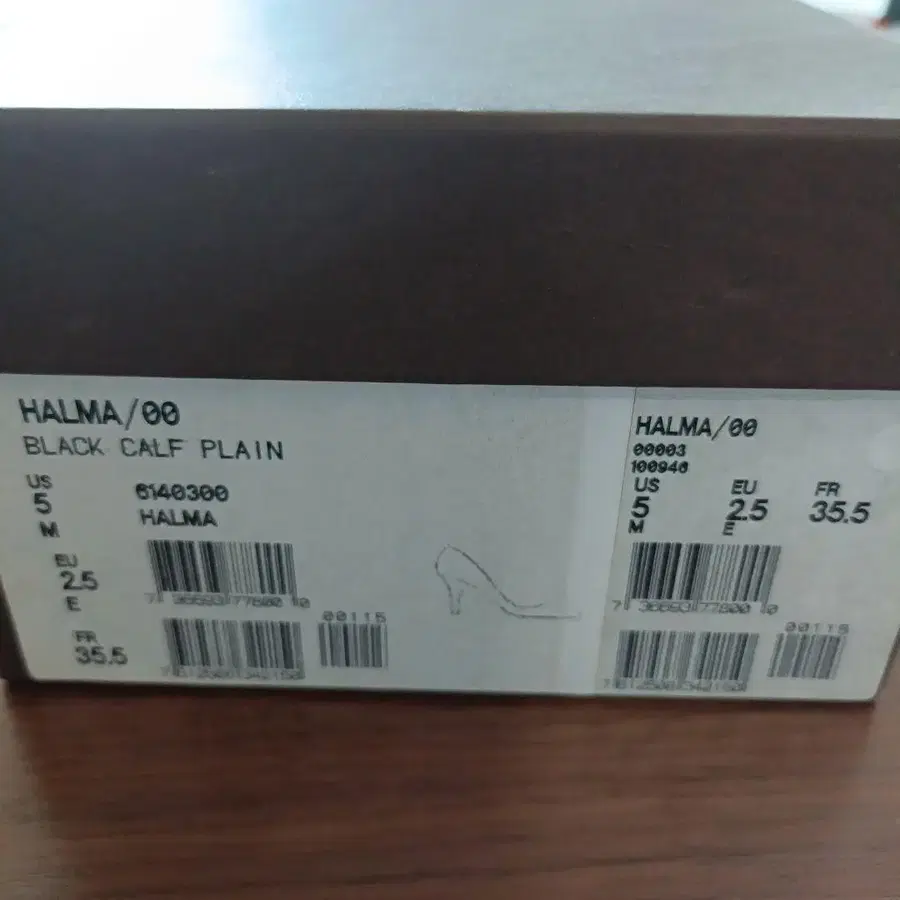 HALMA/00
BLACK CALF PLAIN
US
5
M
6140300
HALMA
EU
2.5
E
FR
35.5
00115
HALMA/00
00003
100946
US
5
M
EU
2.5
E
FR
35.5
00115